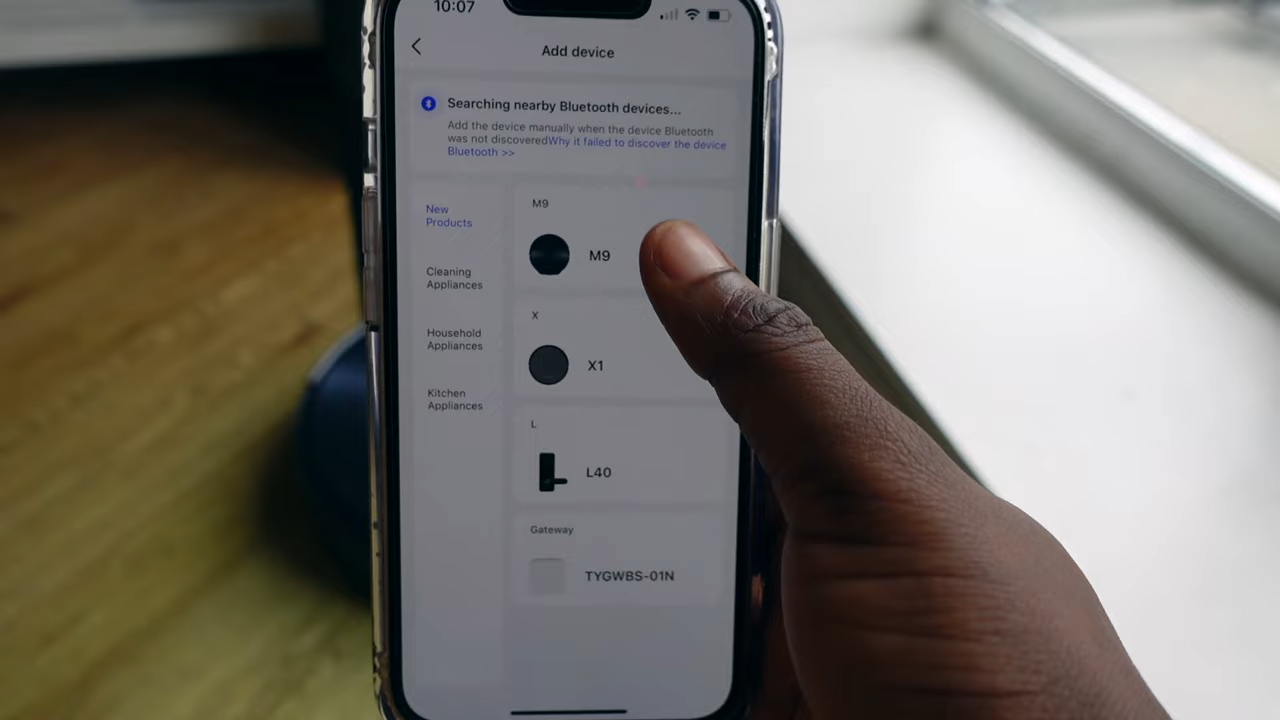 10:07
Add device
Searching nearby Bluetooth devices...
Add the device manually when the device Bluetooth
was not discoveredWhy it failed to discover the device
Bluetooth >>
New
Products
Cleaning
Appliances
Household
Appliances
Kitchen
Appliances
M9
M9
X
X1
L
L40
Gateway
TYGWBS-01N